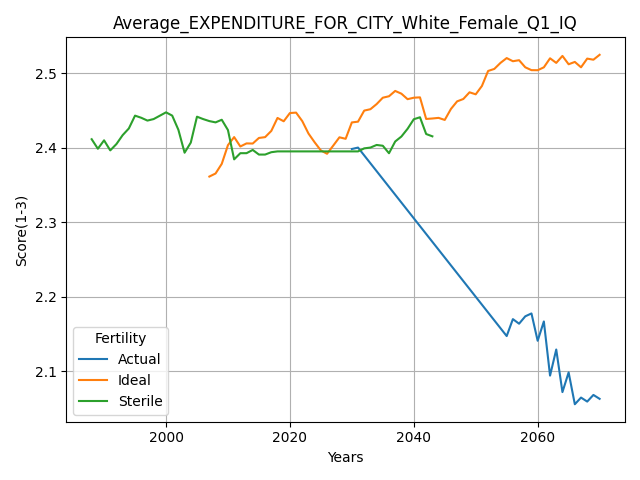 Average_EXPENDITURE_FOR_CITY_White_Female_Q1_IQ
Score(1-3)
2.5
2.4
2.3
2.2
2.1
Fertility
Actual
Ideal
Sterile
2000
2020
2040
2060
Years